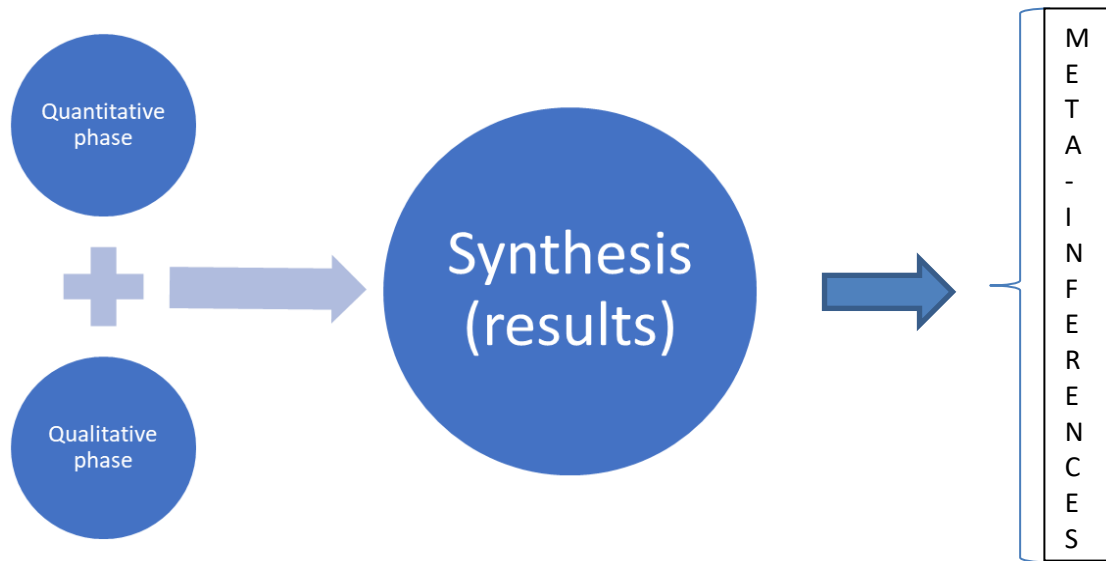 Quantitative
phase
Qualitative
phase
Synthesis
(results)
M
E
T
A
-
I
N
F
E
R
E
N
C
E
S